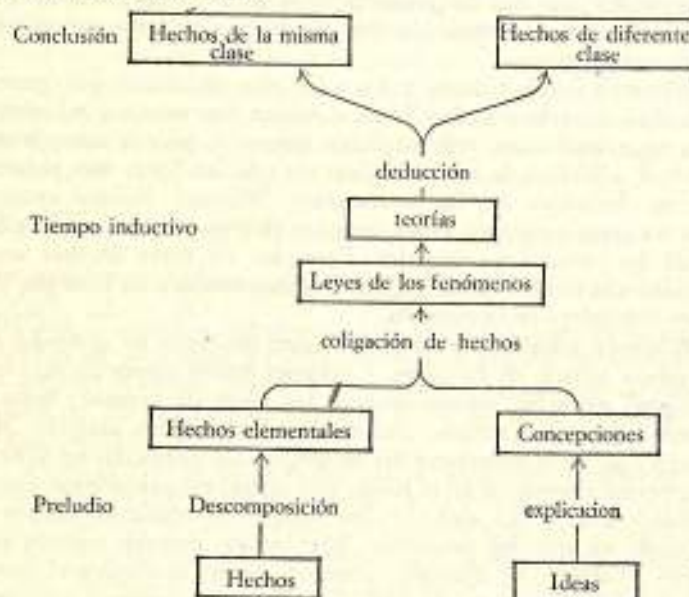 Conclusión
Hechos de la misma
clase
Hechos de diferente
clase
deducción
Tiempo inductivo
teorías
Leyes de los fenómenos
coligación de hechos
Hechos elementales
Concepciones
Preludio
Descomposición
explicacion
Hechos
Ideas